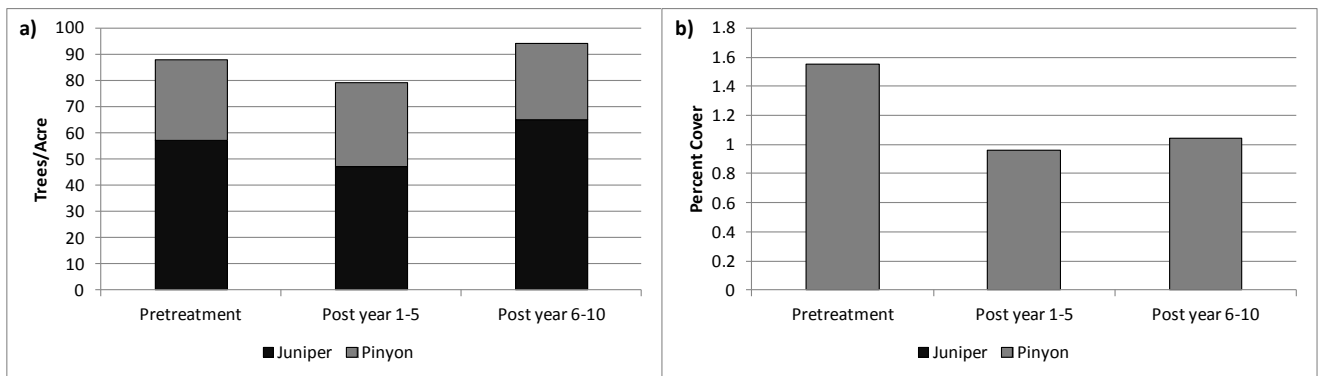 a)
Trees/Acre
100
90
80
70
60
50
40
30
20
10
0
Pretreatment Post year 1-5 Post year 6-10
Juniper Pinyon
b)
Percent Cover
1.8
1.6
1.4
1.2
1
0.8
0.6
0.4
0.2
0
Pretreatment Post year 1-5 Post year 6-10
Juniper Pinyon